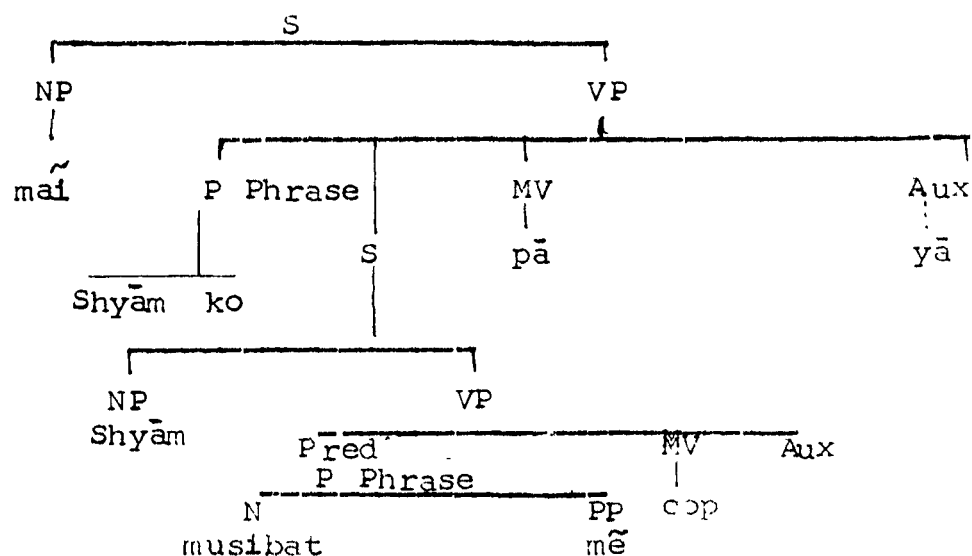 S
NP VP
maĩ P Phrase MV Aux
S pā yā
Shyām ko
NP VP
Shyām
Pred MV Aux
P Phrase
N PP cop
musibat mẽ